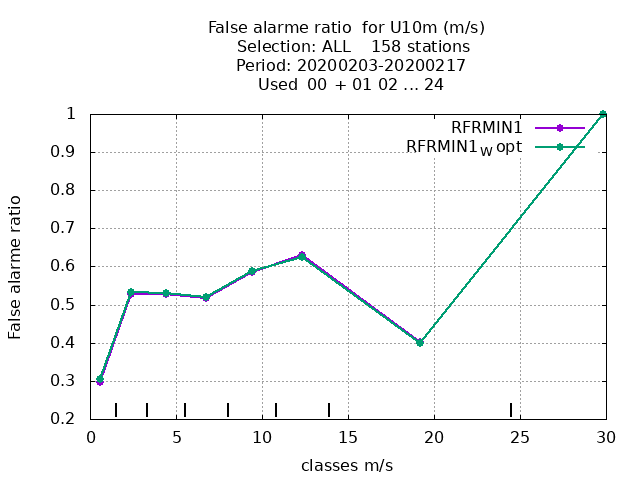 False alarme ratio  for U10m (m/s)
Selection: ALL    158 stations
Period: 20200203-20200217
Used  00 + 01 02 ... 24
RFRMIN1
RFRMIN1W opt
False alarme ratio
1
0.9
0.8
0.7
0.6
0.5
0.4
0.3
0.2
0 5 10 15 20 25 30
classes m/s